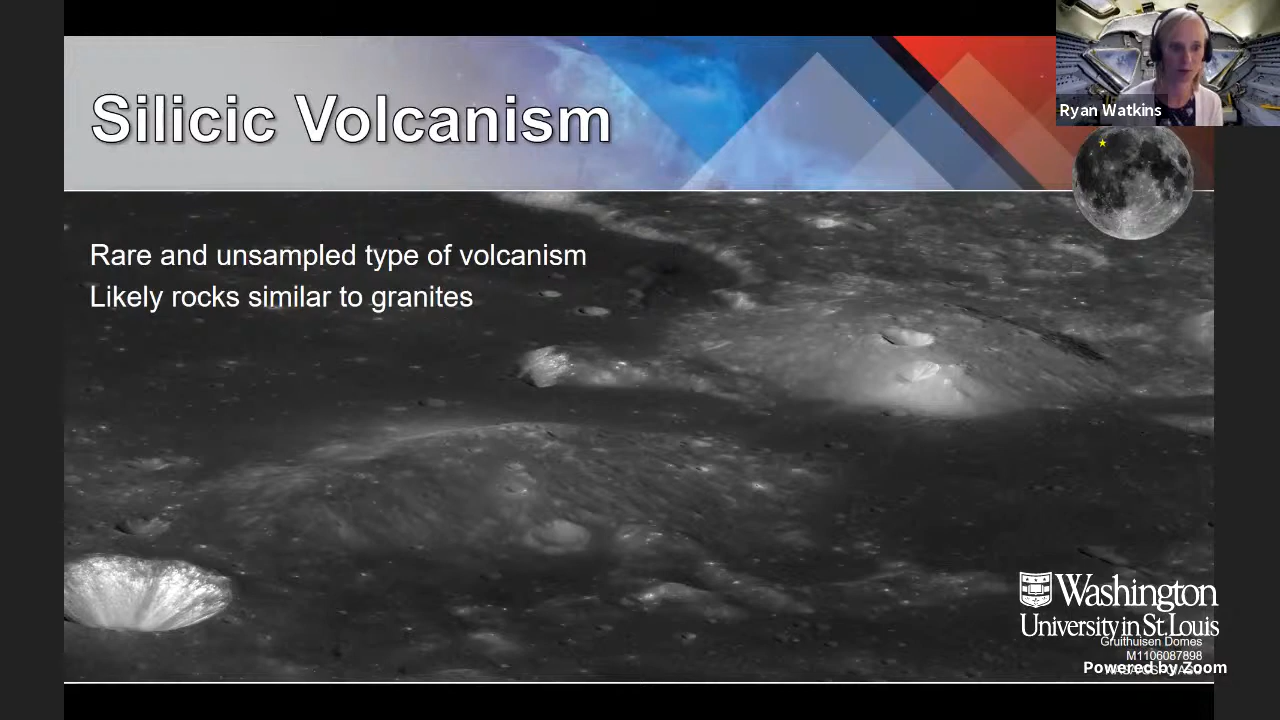 Silicic Volcanism
Ryan Watkins
Rare and unsampled type of volcanism
Likely rocks similar to granites
Washington
University in St. Louis
Gruithuisen Domes
M1106087898
Powered by Zoom